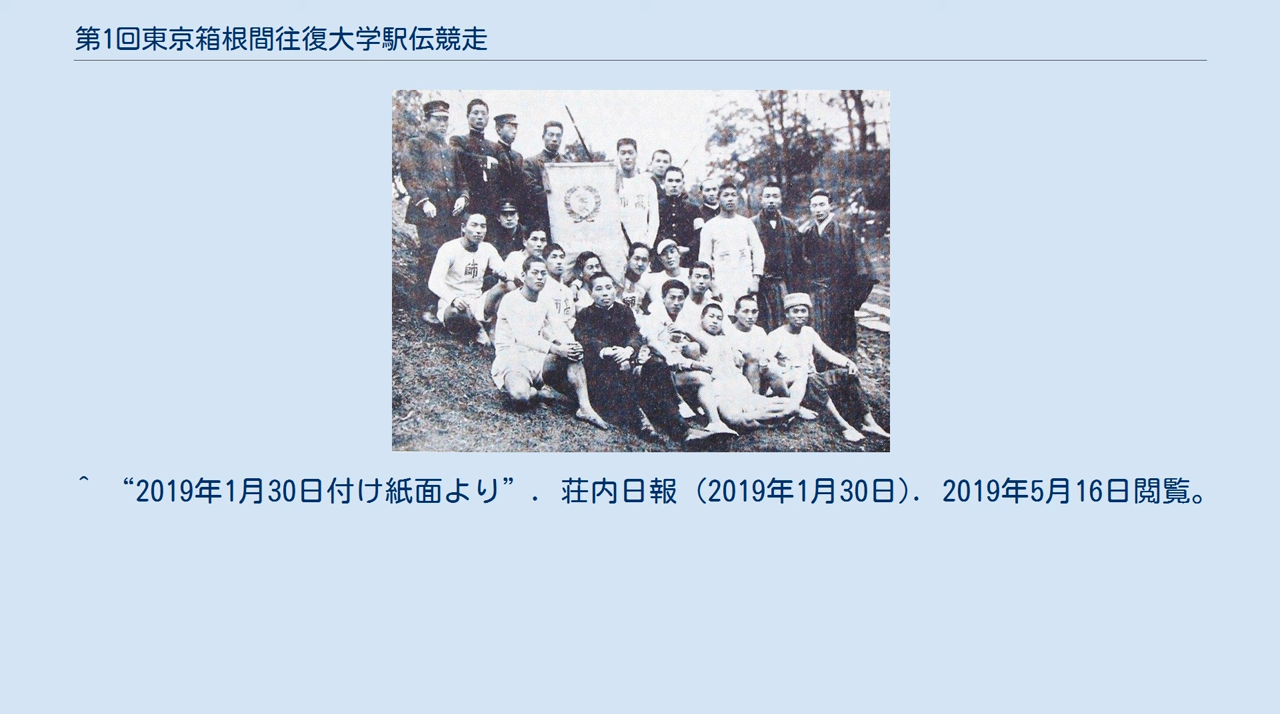 第1回東京箱根間往復大学駅伝競走
^ “2019年1月30日付け紙面より”. 荘内日報 (2019年1月30日). 2019年5月16日閲覧。